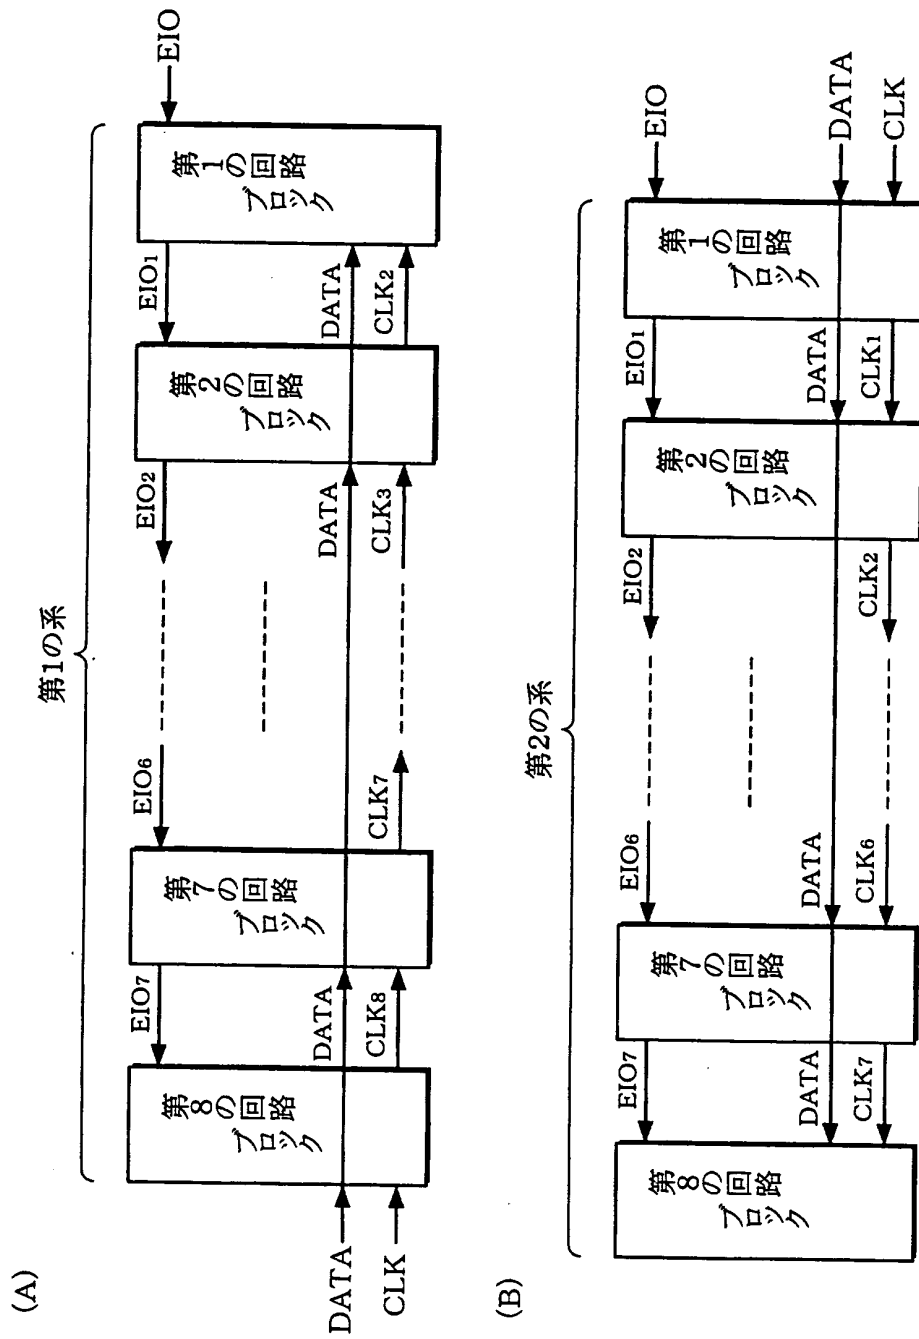 (A)
第1の系
DATA
CLK
第8の回路
ブロック
EIO7
DATA
CLK8
第7の回路
ブロック
EIO6
CLK7
EIO2
DATA
CLK3
第2の回路
ブロック
EIO1
DATA
CLK2
第1の回路
ブロック
EIO
(B)
第2の系
第8の回路
ブロック
EIO7
DATA
CLK7
第7の回路
ブロック
EIO6
DATA
CLK6
EIO2
CLK2
第2の回路
ブロック
EIO1
DATA
CLK1
第1の回路
ブロック
EIO
DATA
CLK